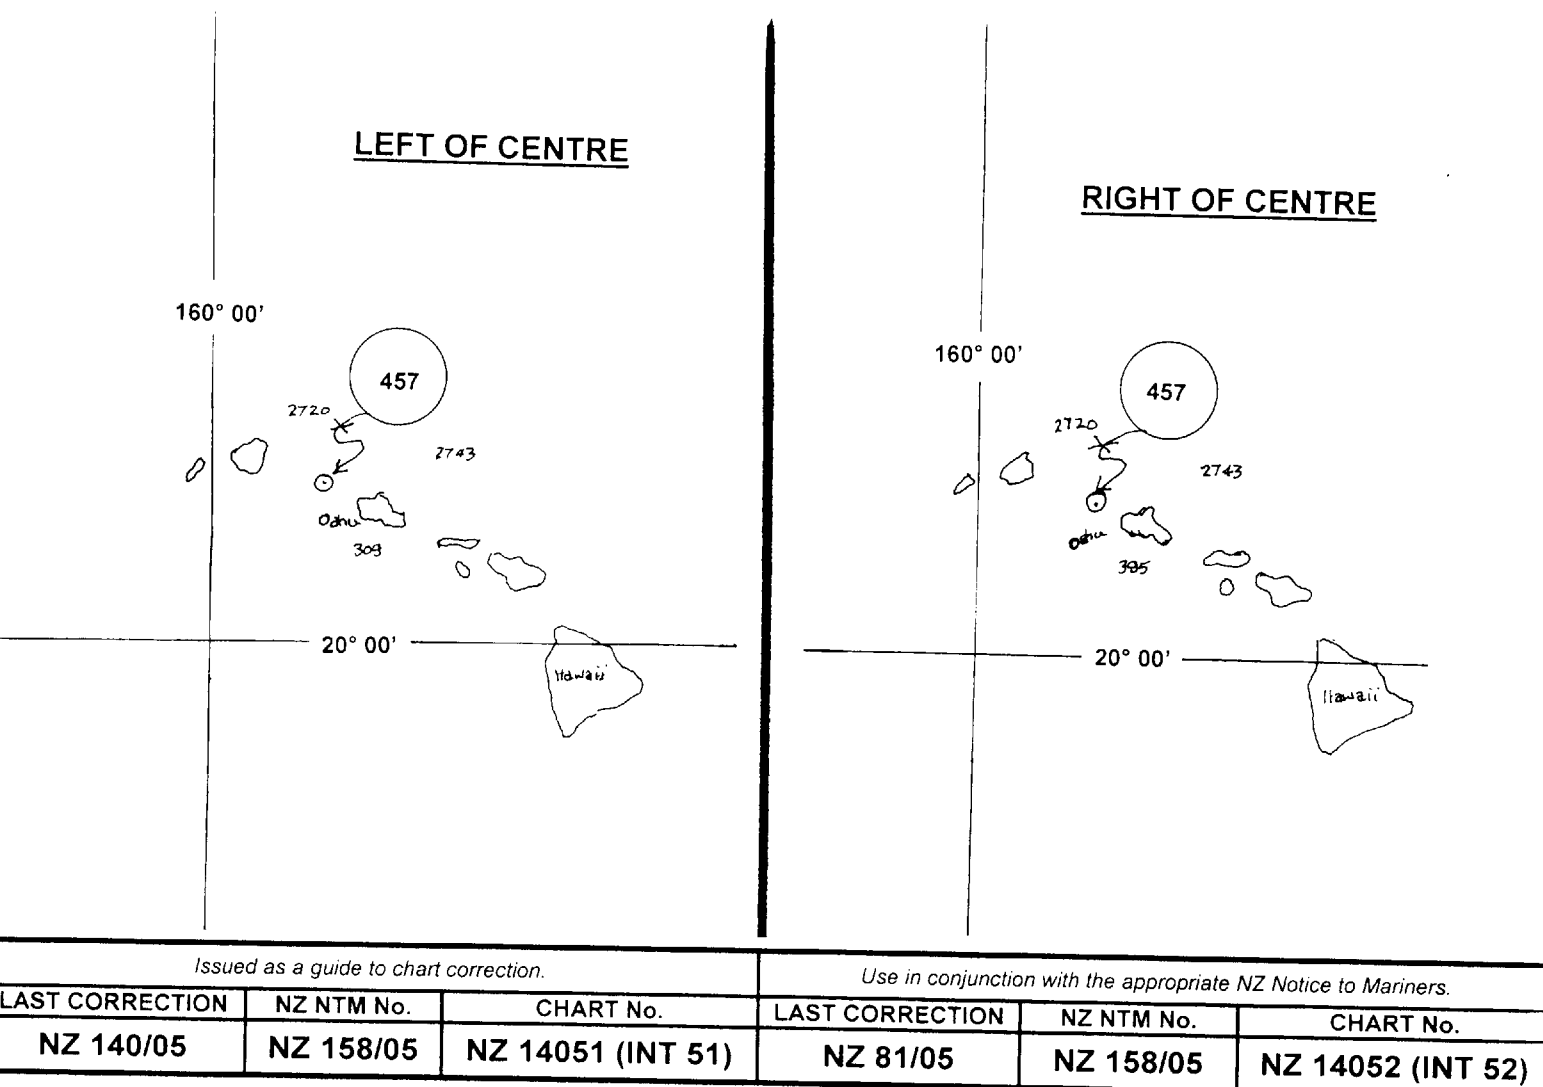 LEFT OF CENTRE
160° 00'
457
2720
2743
Oahu
309
20° 00'
Hawaii
RIGHT OF CENTRE
160° 00'
457
2720
2743
Oahu
20° 00'
Hawaii
Issued as a guide to chart correction.
LAST CORRECTION NZ NTM No. CHART No.
NZ 140/05 NZ 158/05 NZ 14051 (INT 51)
Use in conjunction with the appropriate NZ Notice to Mariners.
LAST CORRECTION NZ NTM No. CHART No.
NZ 81/05 NZ 158/05 NZ 14052 (INT 52)